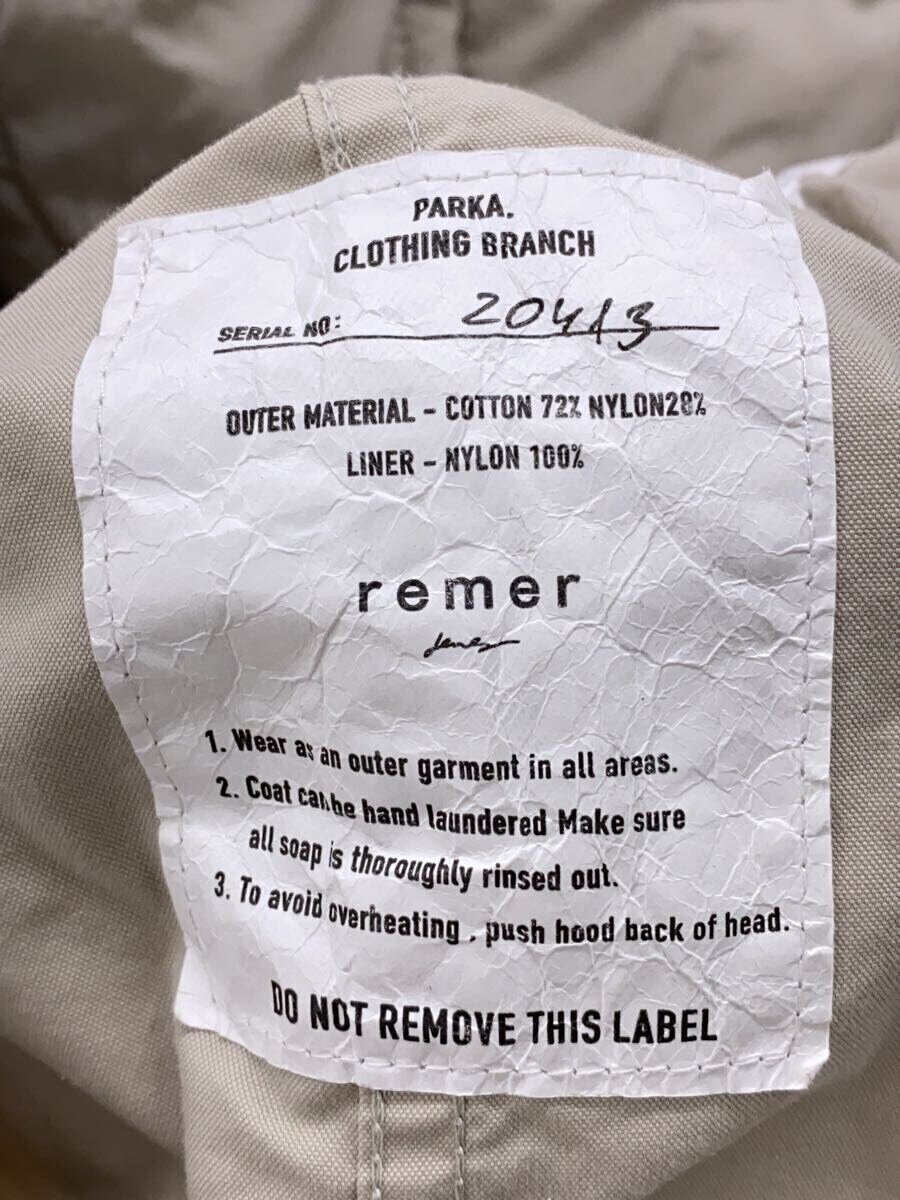 PARKA.
CLOTHING BRANCH
SERIAL NO: 20413
OUTER MATERIAL - COTTON 72% NYLON28%
LINER - NYLON 100%
remer
1. Wear as an outer garment in all areas.
2. Coat can be hand laundered Make sure
all soap is thoroughly rinsed out.
3. To avoid overheating , push hood back of head.
DO NOT REMOVE THIS LABEL